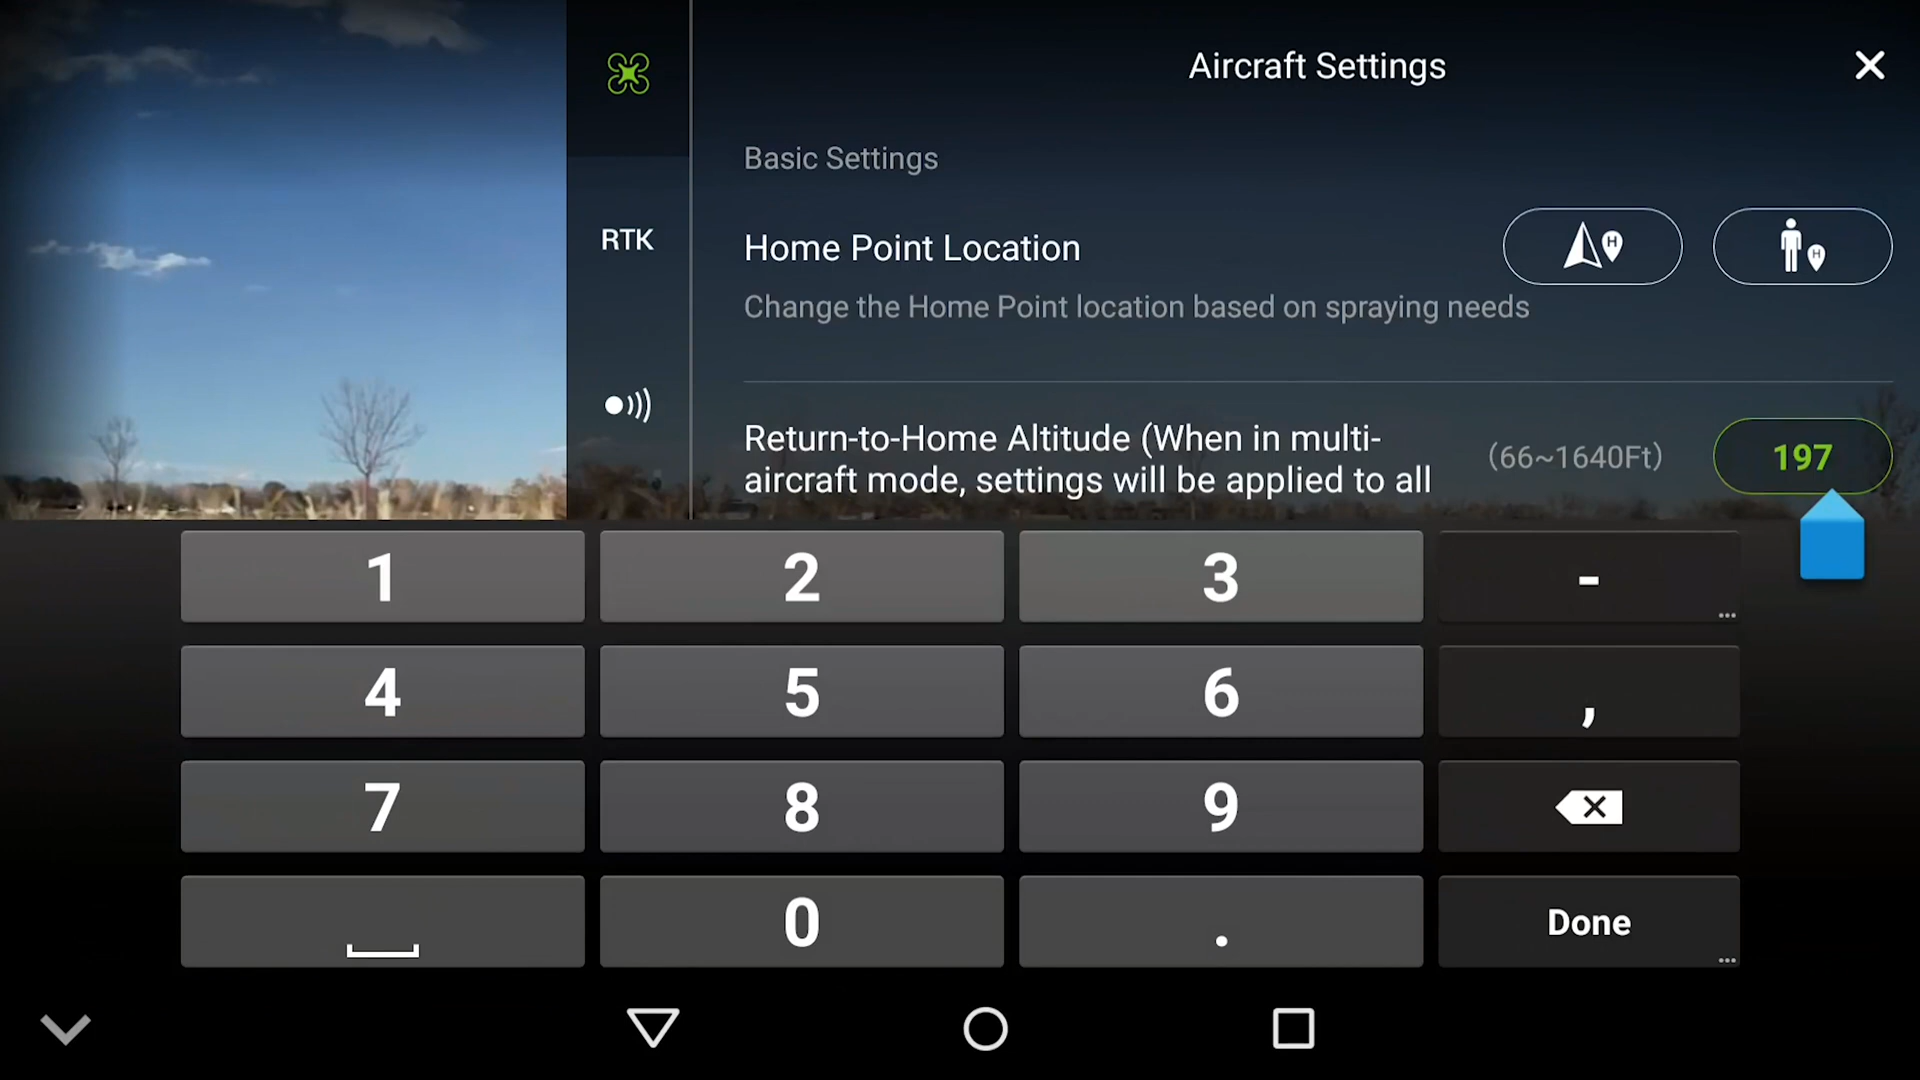 Aircraft Settings
Basic Settings
RTK
Home Point Location
H
H
Change the Home Point location based on spraying needs
Return-to-Home Altitude (When in multi-
aircraft mode, settings will be applied to all
(66~1640Ft)
197
1 2 3 -
4 5 6 ,
7 8 9
0 . Done